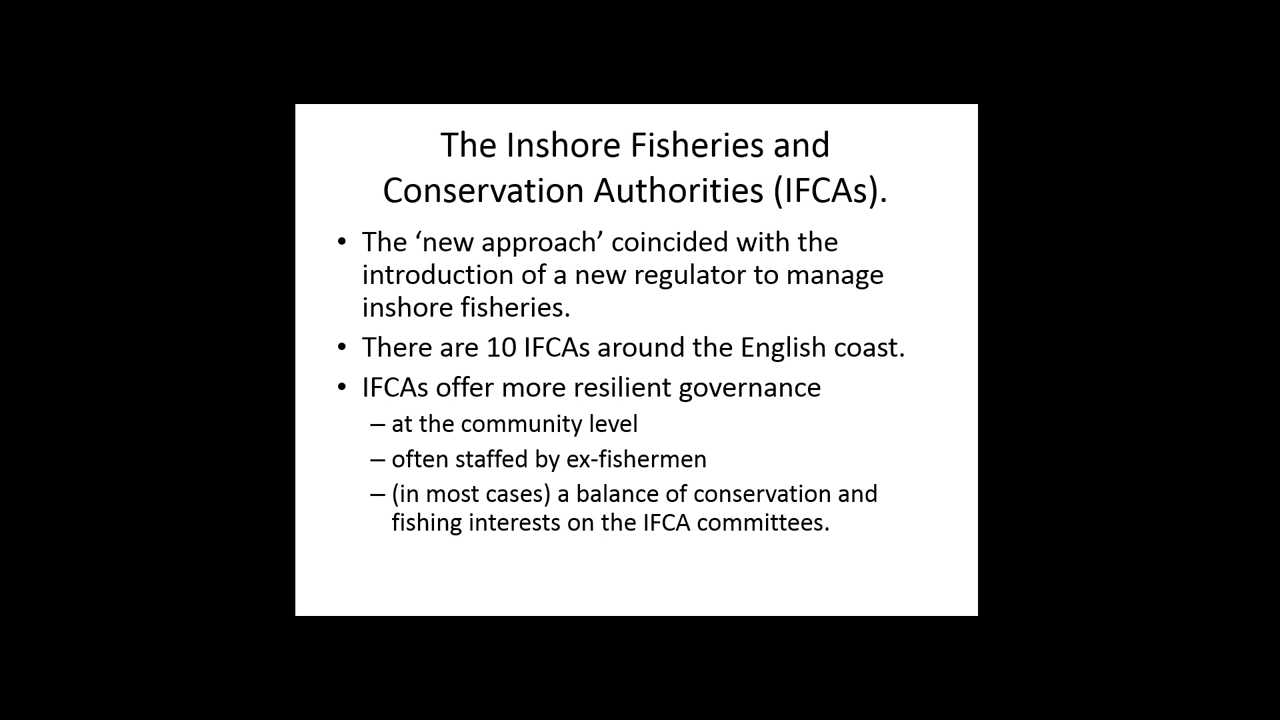 The Inshore Fisheries and
Conservation Authorities (IFCAs).
• The ‘new approach’ coincided with the
introduction of a new regulator to manage
inshore fisheries.
• There are 10 IFCAs around the English coast.
• IFCAs offer more resilient governance
– at the community level
– often staffed by ex-fishermen
– (in most cases) a balance of conservation and
fishing interests on the IFCA committees.